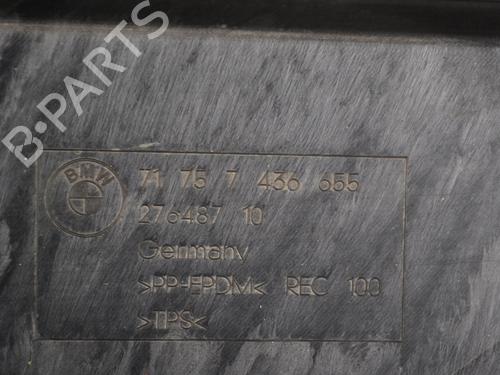 B-PARTS
BMW
71 75 7 436 655
276487 10
Germany
>PP-EPDM< REC 100
>TPS<